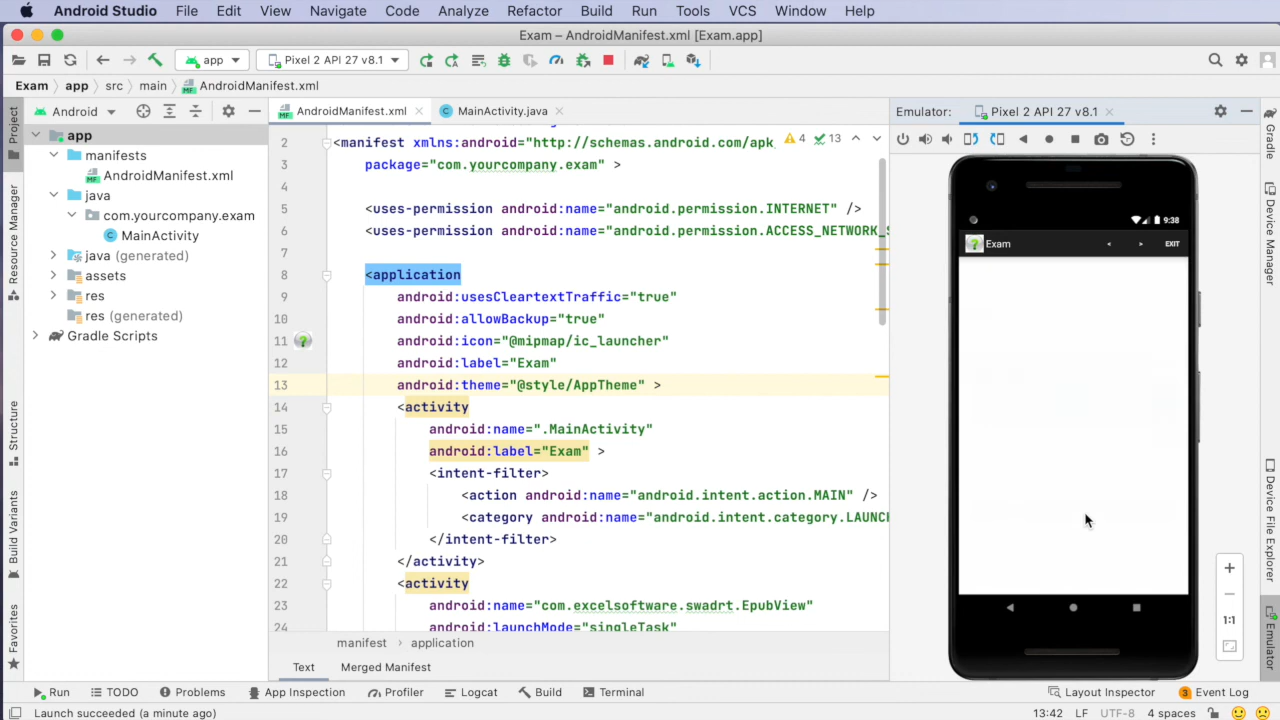 Android Studio File Edit View Navigate Code Analyze Refactor Build Run Tools VCS Window Help
Exam – AndroidManifest.xml [Exam.app]
app Pixel 2 API 27 v8.1
Exam app src main AndroidManifest.xml
Android AndroidManifest.xml MainActivity.java Emulator: Pixel 2 API 27 v8.1
Project
Resource Manager
Structure
Build Variants
Favorites
app
manifests
AndroidManifest.xml
java
com.yourcompany.exam
MainActivity
java (generated)
assets
res
res (generated)
Gradle Scripts
4 13
2 <manifest xmlns:android="http://schemas.android.com/apk
3 package="com.yourcompany.exam" >
4
5 <uses-permission android:name="android.permission.INTERNET" />
6 <uses-permission android:name="android.permission.ACCESS_NETWORK_S
7
8 <application
9 android:usesCleartextTraffic="true"
10 android:allowBackup="true"
11 android:icon="@mipmap/ic_launcher"
12 android:label="Exam"
13 android:theme="@style/AppTheme" >
14 <activity
15 android:name=".MainActivity"
16 android:label="Exam" >
17 <intent-filter>
18 <action android:name="android.intent.action.MAIN" />
19 <category android:name="android.intent.category.LAUNCH
20 </intent-filter>
21 </activity>
22 <activity
23 android:name="com.excelsoftware.swadrt.EpubView"
24 android:launchMode="singleTask"
manifest application
Text Merged Manifest
9:38
Exam EXIT
1:1
Gradle
Device Manager
Device File Explorer
Emulator
Run TODO Problems App Inspection Profiler Logcat Build Terminal Layout Inspector 3 Event Log
Launch succeeded (a minute ago) 13:42 LF UTF-8 4 spaces